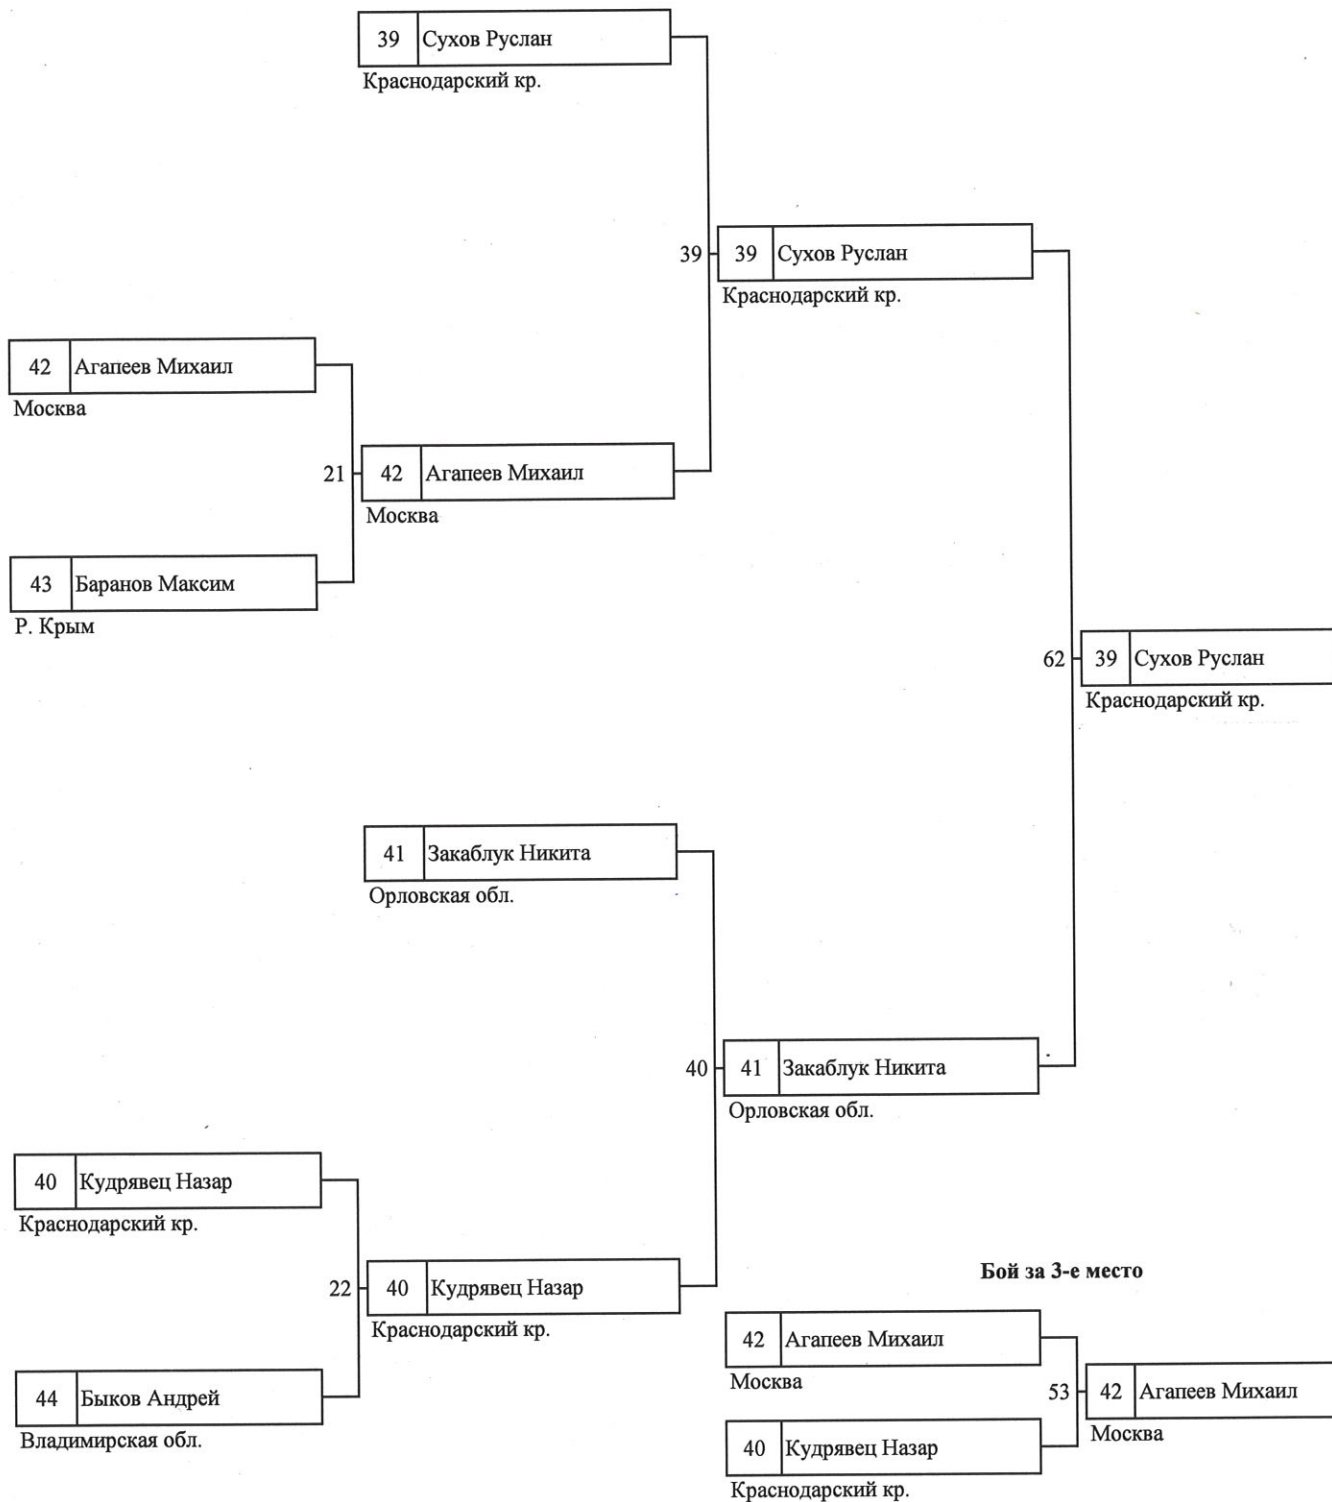 39 Сухов Руслан
Краснодарский кр.
39 39 Сухов Руслан
Краснодарский кр.
42 Агапеев Михаил
Москва
21 42 Агапеев Михаил
Москва
43 Баранов Максим
Р. Крым
62 39 Сухов Руслан
Краснодарский кр.
41 Закаблук Никита
Орловская обл.
40 41 Закаблук Никита
Орловская обл.
40 Кудрявец Назар
Краснодарский кр.
22 40 Кудрявец Назар
Краснодарский кр.
44 Быков Андрей
Владимирская обл.
Бой за 3-е место
42 Агапеев Михаил
Москва
53 42 Агапеев Михаил
Москва
40 Кудрявец Назар
Краснодарский кр.